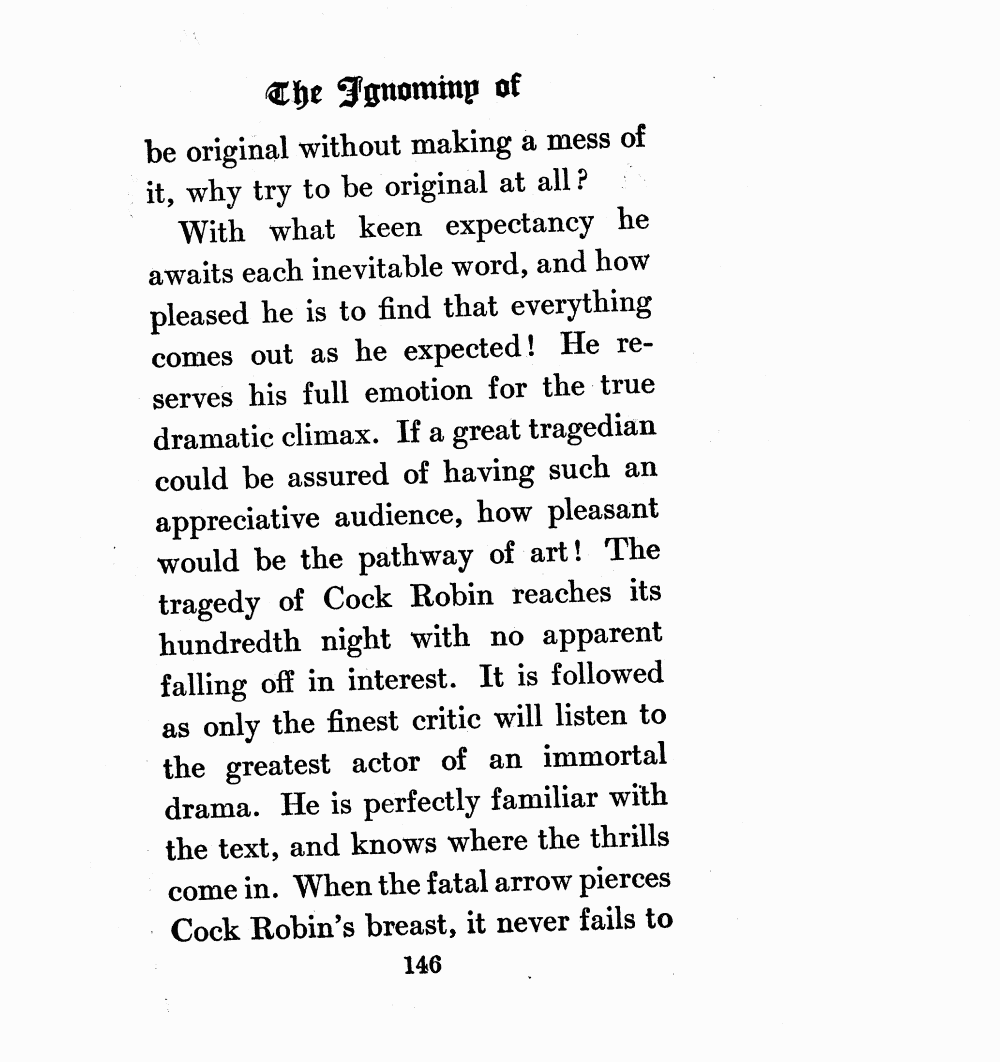 The Ignominy of
be original without making a mess of
it, why try to be original at all?
With what keen expectancy he
awaits each inevitable word, and how
pleased he is to find that everything
comes out as he expected! He re-
serves his full emotion for the true
dramatic climax. If a great tragedian
could be assured of having such an
appreciative audience, how pleasant
would be the pathway of art! The
tragedy of Cock Robin reaches its
hundredth night with no apparent
falling off in interest. It is followed
as only the finest critic will listen to
the greatest actor of an immortal
drama. He is perfectly familiar with
the text, and knows where the thrills
come in. When the fatal arrow pierces
Cock Robin's breast, it never fails to
146